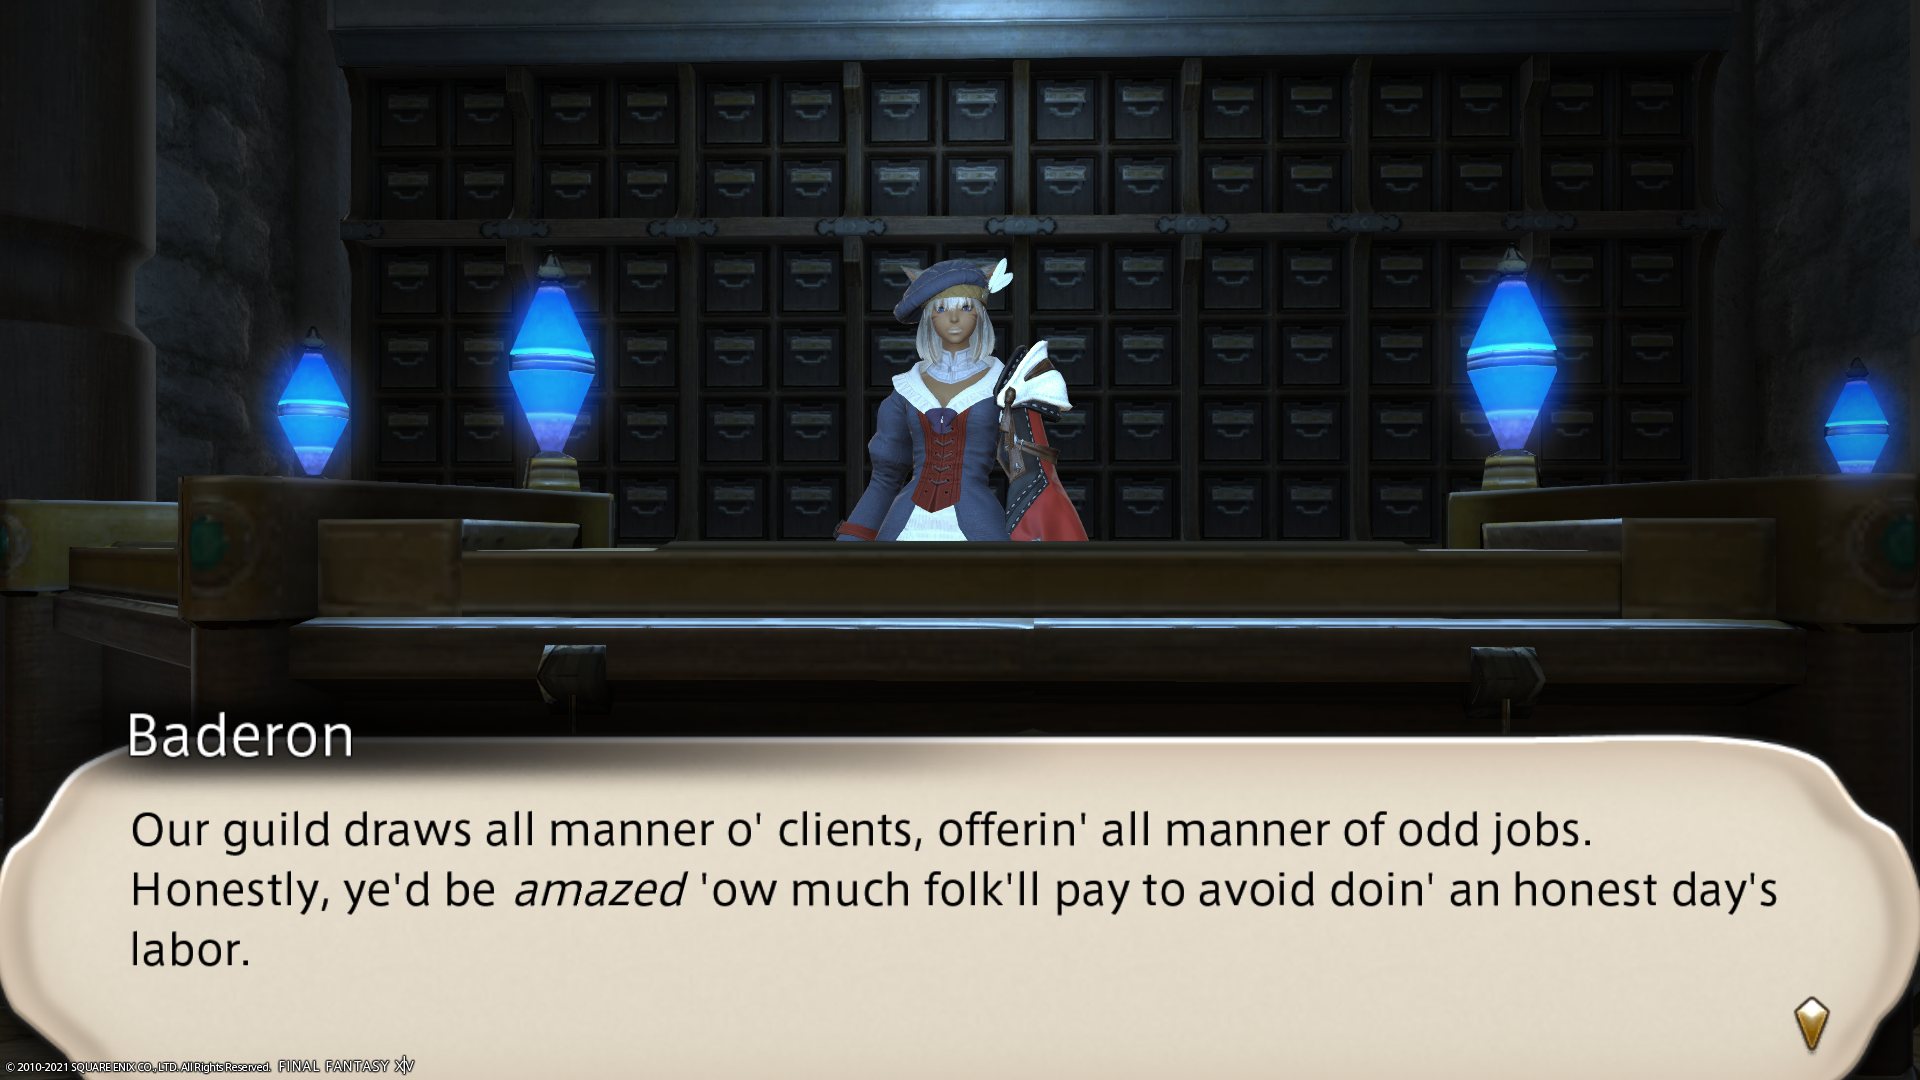 Baderon
Our guild draws all manner o' clients, offerin' all manner of odd jobs.
Honestly, ye'd be amazed 'ow much folk'll pay to avoid doin' an honest day's
labor.
© 2010-2021 SQUARE ENIX CO., LTD. All Rights Reserved. FINAL FANTASY XIV